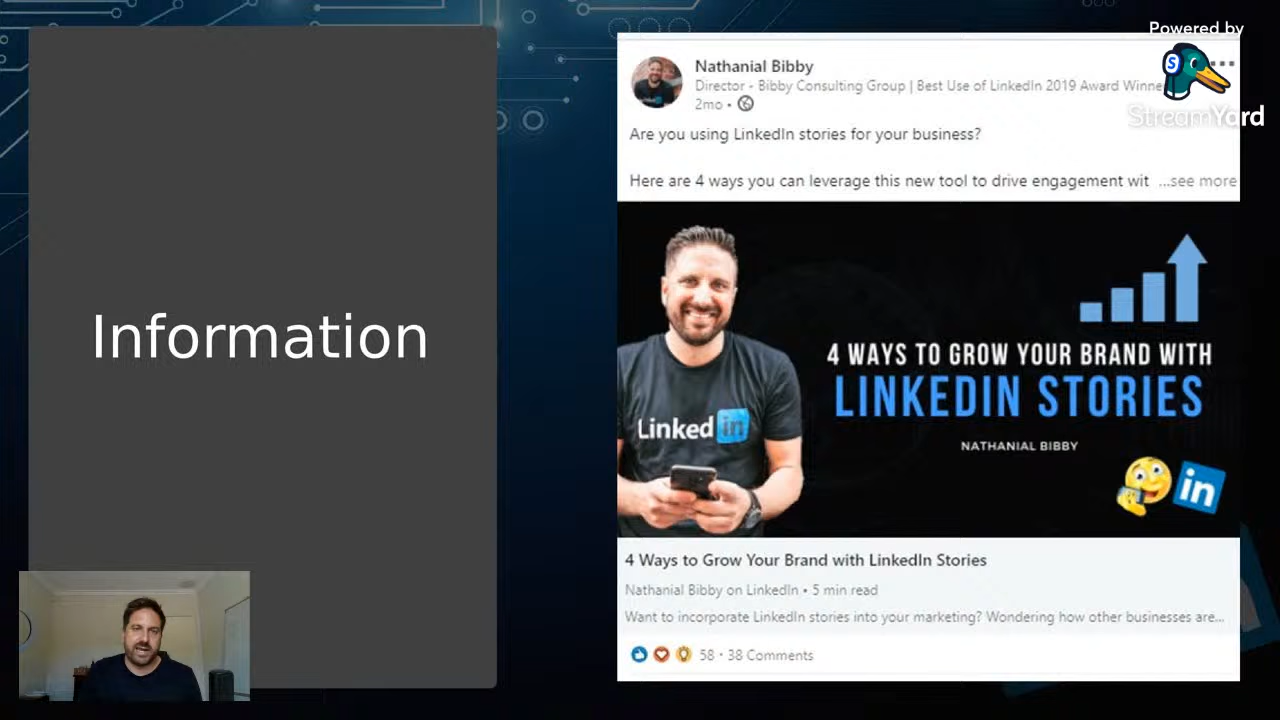 Powered by
StreamYard
Information
Nathanial Bibby
Director - Bibby Consulting Group | Best Use of LinkedIn 2019 Award Winne
2mo •
Are you using LinkedIn stories for your business?
Here are 4 ways you can leverage this new tool to drive engagement wit ...see more
Linked in
4 WAYS TO GROW YOUR BRAND WITH
LINKEDIN STORIES
NATHANIAL BIBBY
in
4 Ways to Grow Your Brand with LinkedIn Stories
Nathanial Bibby on LinkedIn • 5 min read
Want to incorporate LinkedIn stories into your marketing? Wondering how other businesses are...
58 · 38 Comments